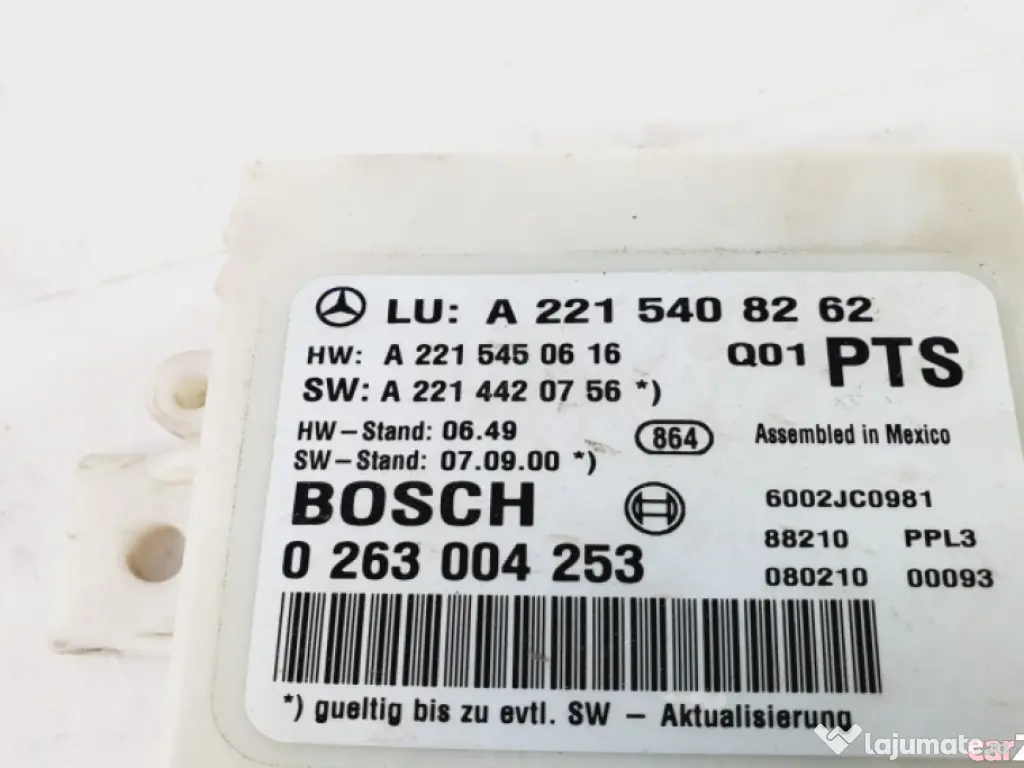 LU: A 221 540 82 62
HW: A 221 545 06 16 Q01 PTS
SW: A 221 442 07 56 *)
HW-Stand: 06.49 864 Assembled in Mexico
SW-Stand: 07.09.00 *)
BOSCH 6002JC0981
0 263 004 253 88210 PPL3
080210 00093
*) gueltig bis zu evtl. SW - Aktualisierung
lajumate